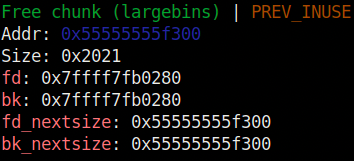 Free chunk (largebins) | PREV_INUSE
Addr: 0x55555555f300
Size: 0x2021
fd: 0x7ffff7fb0280
bk: 0x7ffff7fb0280
fd_nextsize: 0x55555555f300
bk_nextsize: 0x55555555f300